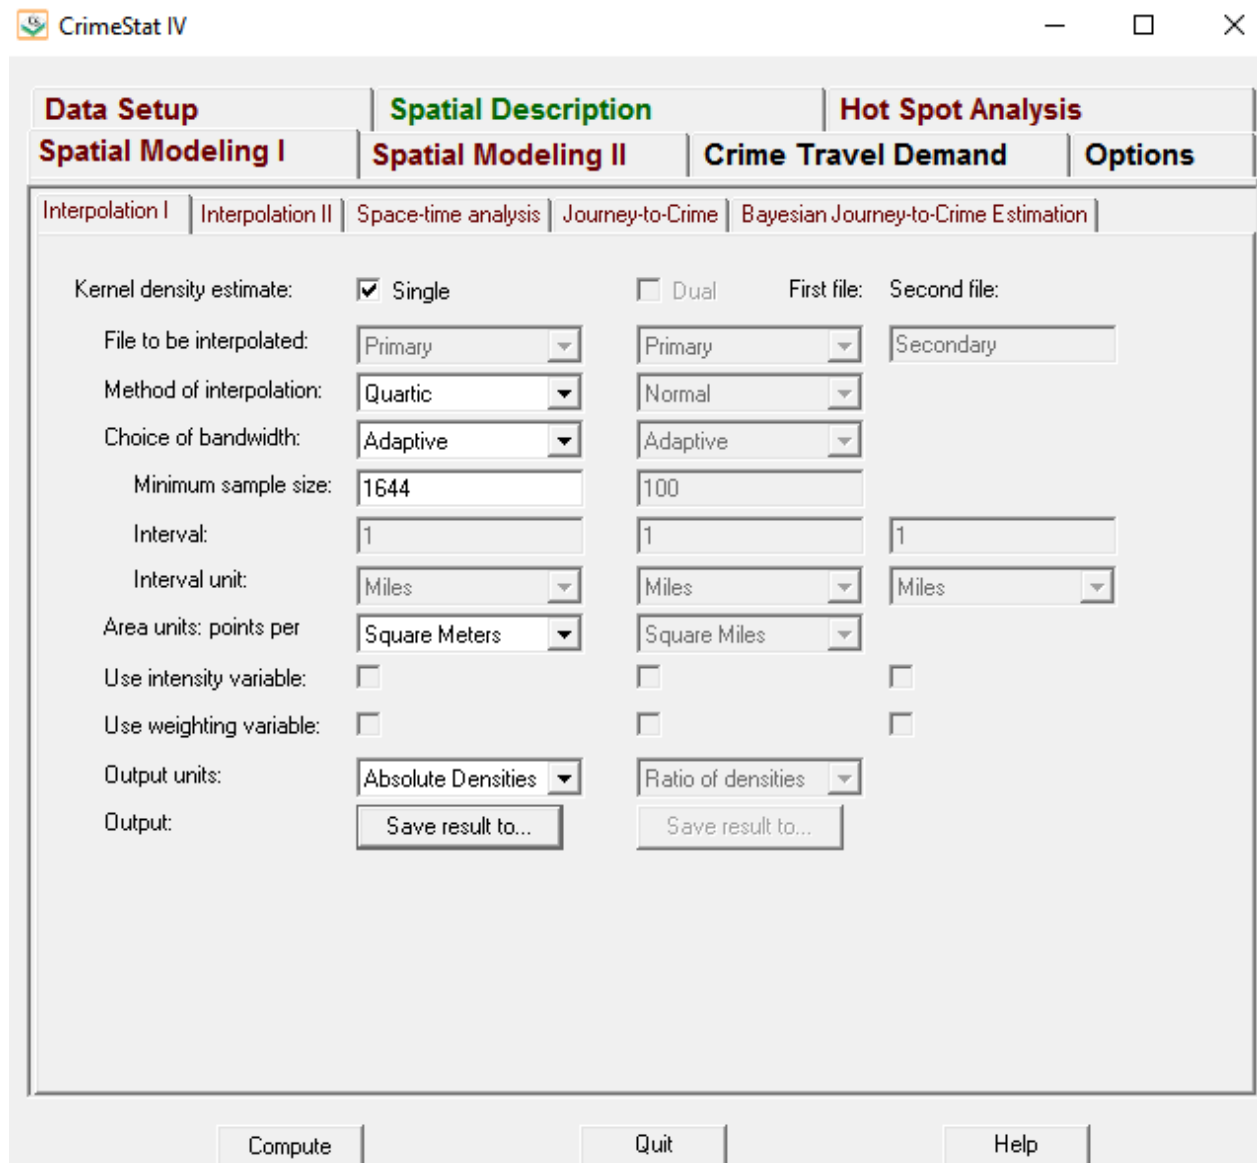 CrimeStat IV
Data Setup Spatial Description Hot Spot Analysis
Spatial Modeling I Spatial Modeling II Crime Travel Demand Options
Interpolation I Interpolation II Space-time analysis Journey-to-Crime Bayesian Journey-to-Crime Estimation
Kernel density estimate: Single Dual First file: Second file:
File to be interpolated: Primary Primary Secondary
Method of interpolation: Quartic Normal
Choice of bandwidth: Adaptive Adaptive
Minimum sample size: 1644 100
Interval: 1 1 1
Interval unit: Miles Miles Miles
Area units: points per Square Meters Square Miles
Use intensity variable:
Use weighting variable:
Output units: Absolute Densities Ratio of densities
Output: Save result to... Save result to...
Compute Quit Help